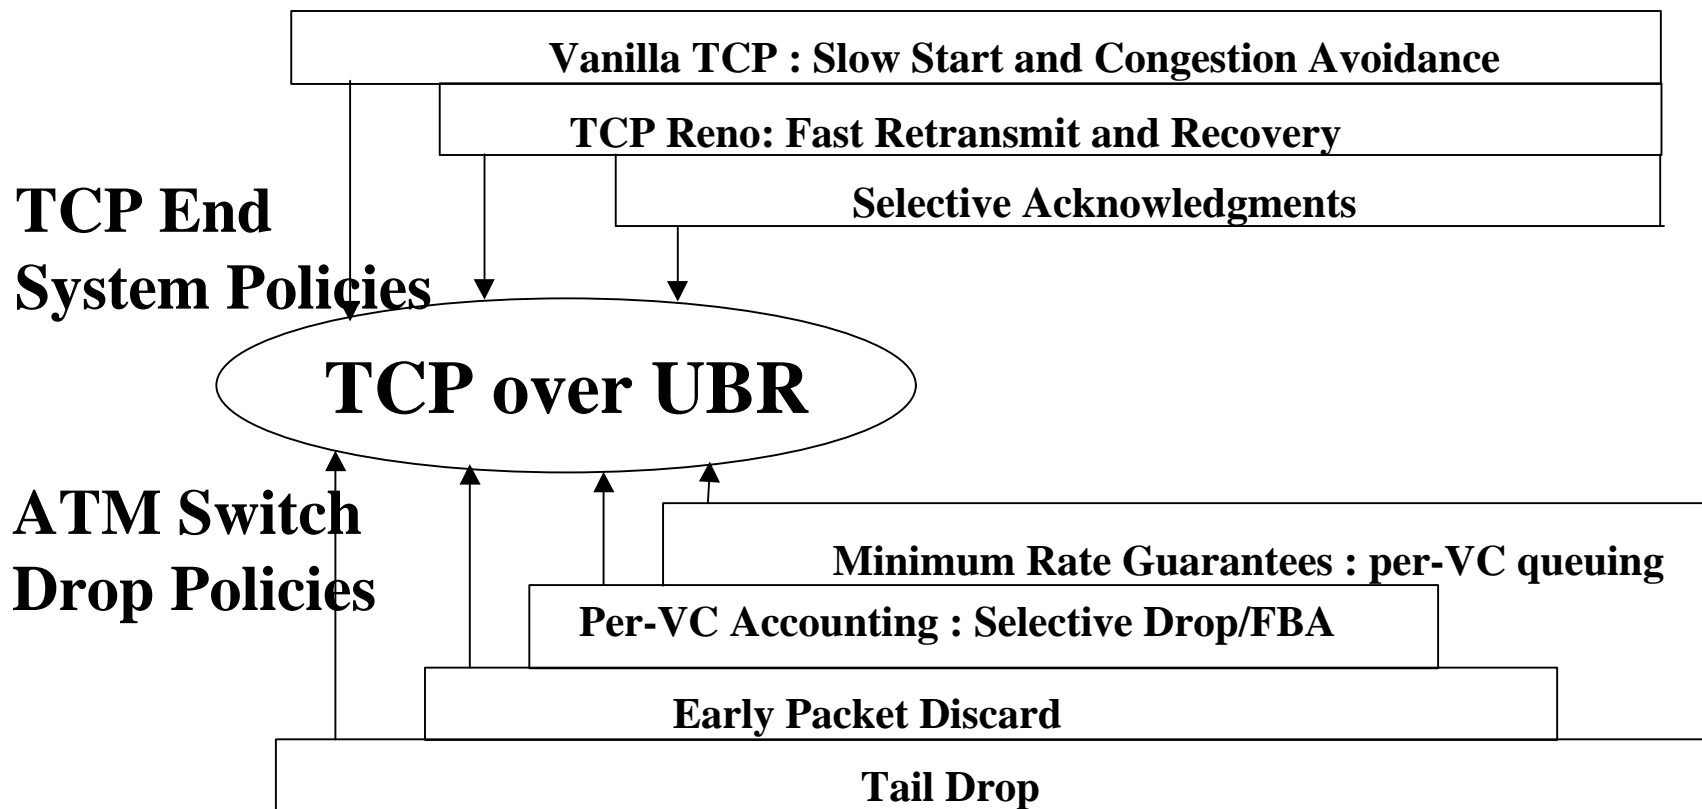 Vanilla TCP : Slow Start and Congestion Avoidance
TCP Reno: Fast Retransmit and Recovery
Selective Acknowledgments
TCP End
System Policies
TCP over UBR
ATM Switch
Drop Policies
Minimum Rate Guarantees : per-VC queuing
Per-VC Accounting : Selective Drop/FBA
Early Packet Discard
Tail Drop